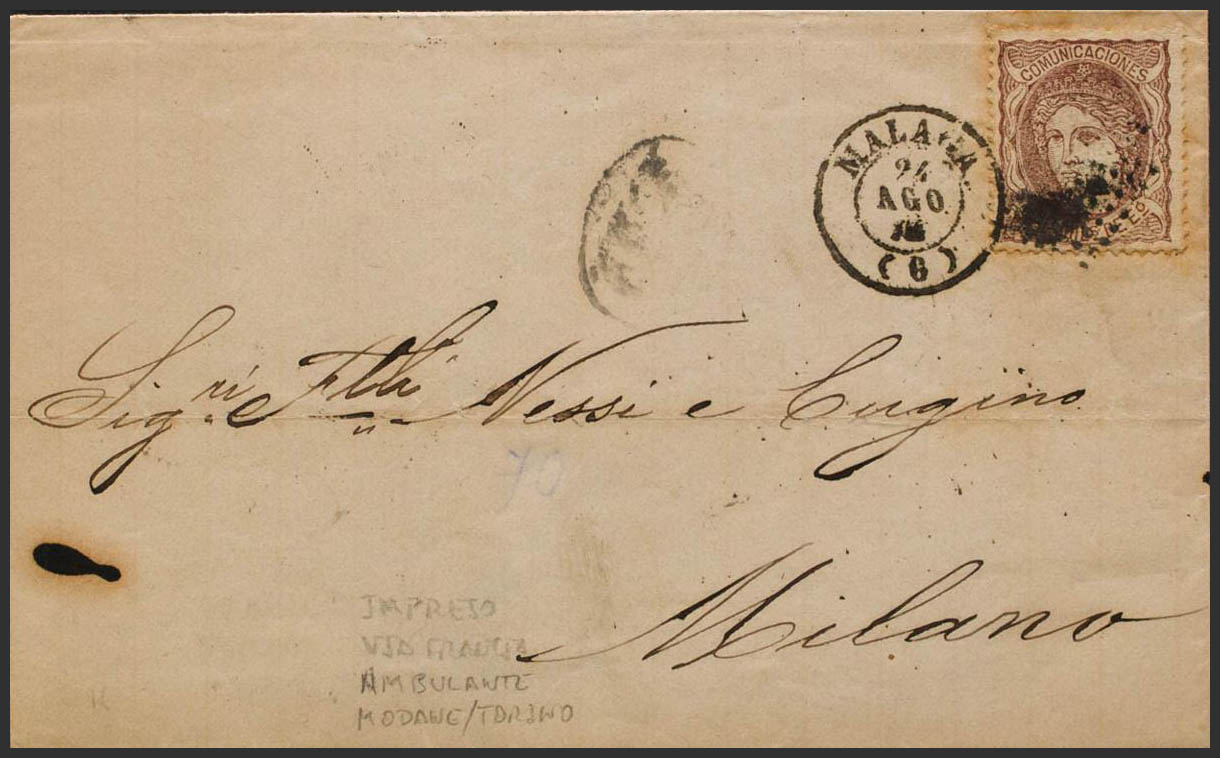 COMUNICACIONES
MALAGA
24
AGO
(6)
Sig.ri Flli Nessi e Cugino
70
Milano
IMPRESO
VIA FRANCIA
AMBULANTE
MODANE/TORINO